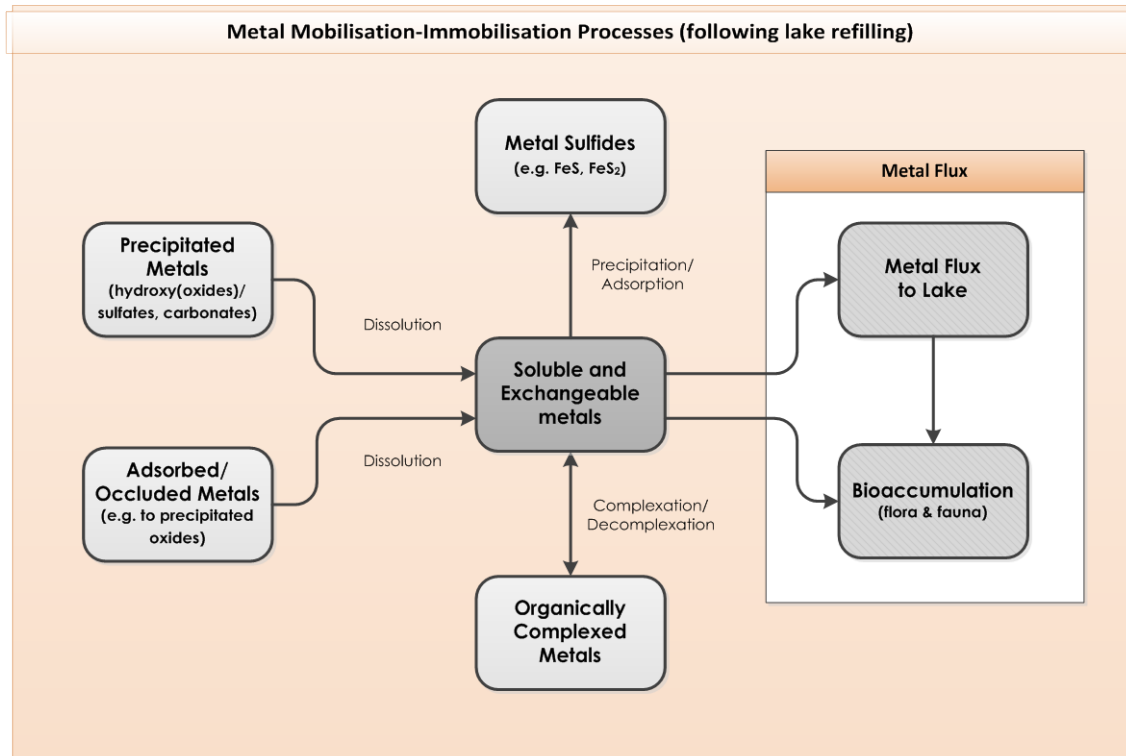 Metal Mobilisation-Immobilisation Processes (following lake refilling)
Metal Sulfides
(e.g. FeS, FeS₂)
Metal Flux
Precipitated
Metals
(hydroxy(oxides)/
sulfates, carbonates)
Precipitation/
Adsorption
Metal Flux
to Lake
Dissolution
Soluble and
Exchangeable
metals
Dissolution
Adsorbed/
Occluded Metals
(e.g. to precipitated
oxides)
Complexation/
Decomplexation
Bioaccumulation
(flora & fauna)
Organically
Complexed
Metals